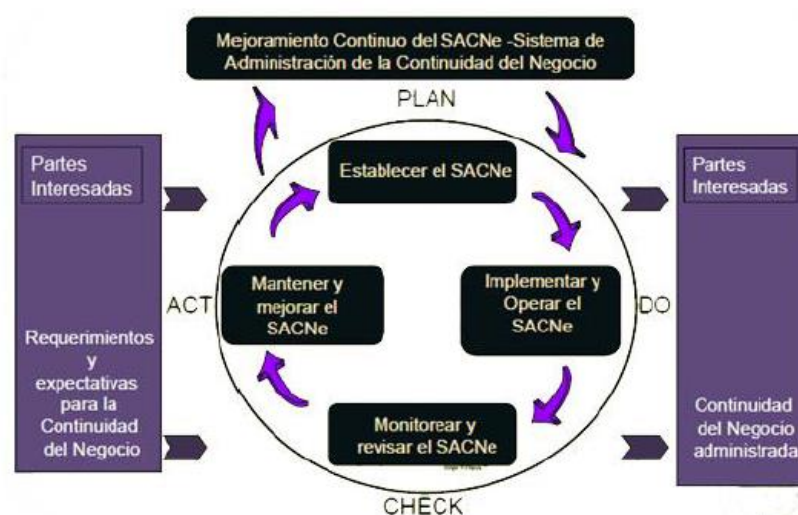 Mejoramiento Continuo del SACNe -Sistema de
Administración de la Continuidad del Negocio
PLAN
Partes
Interesadas
Requerimientos
y
expectativas
para la
Continuidad
del Negocio
Establecer el SACNe
ACT
Mantener y
mejorar el
SACNe
Implementar y
Operar el
SACNe
DO
Monitorear y
revisar el SACNe
CHECK
Partes
Interesadas
Continuidad
del Negocio
administrada